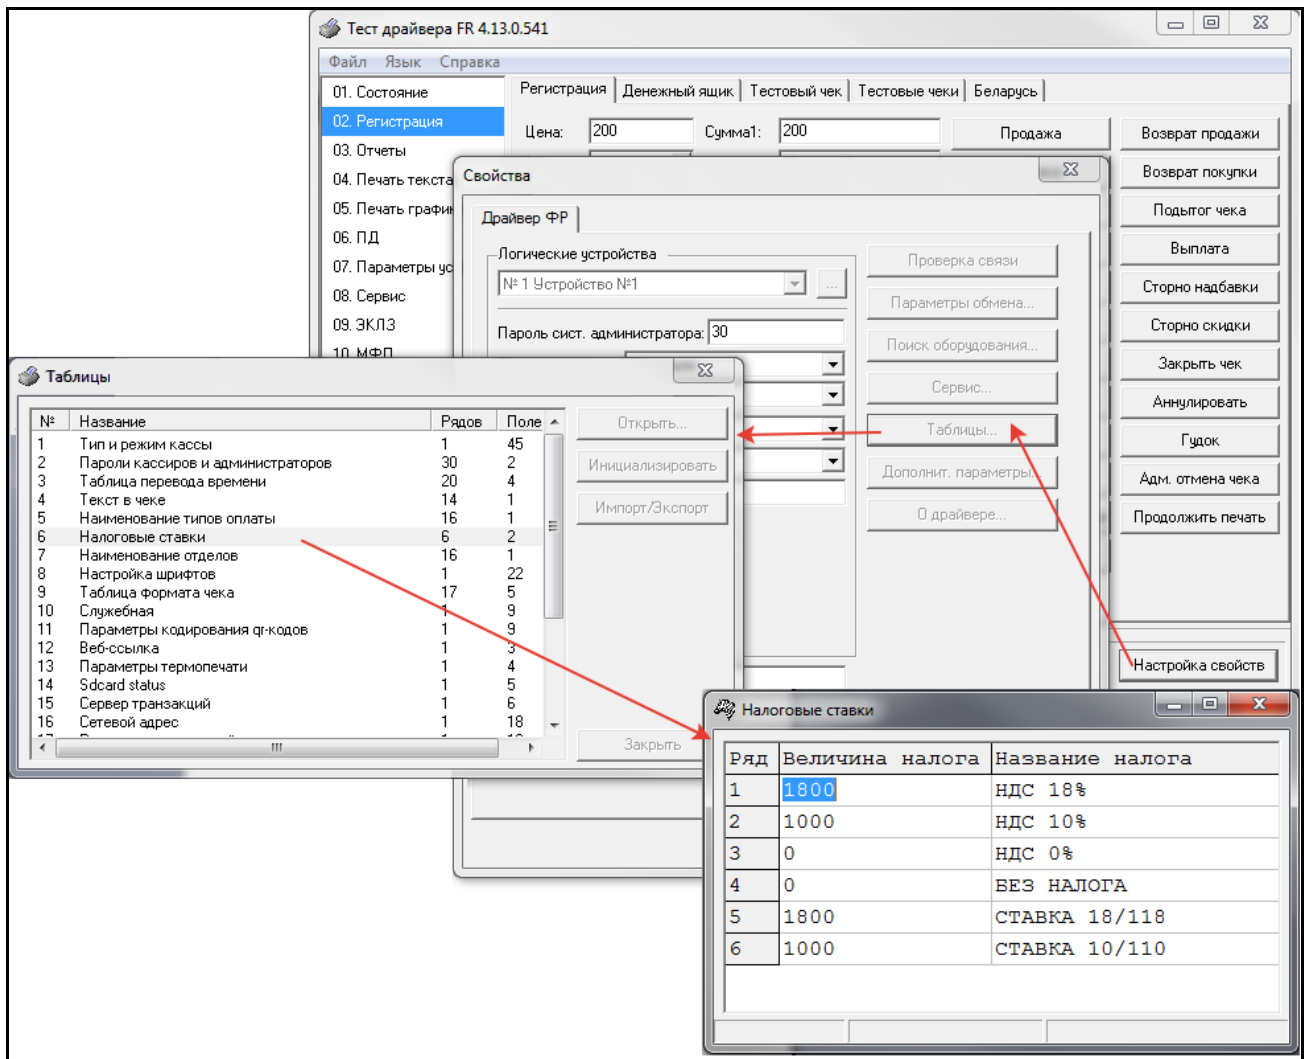 Тест драйвера FR 4.13.0.541
Файл Язык Справка
01. Состояние
02. Регистрация
03. Отчеты
04. Печать текста
05. Печать графи
06. ПД
07. Параметры ус
08. Сервис
09. ЭКЛЗ
10. МФП
Регистрация Денежный ящик Тестовый чек Тестовые чеки Беларусь
Цена: 200 Сумма1: 200 Продажа
Возврат продажи
Возврат покупки
Подытог чека
Выплата
Сторно надбавки
Сторно скидки
Закрыть чек
Аннулировать
Гудок
Адм. отмена чека
Продолжить печать
Настройка свойств
Свойства
Драйвер ФР
Логические устройства
№ 1 Устройство №1 ...
Пароль сист. администратора: 30
Проверка связи
Параметры обмена...
Поиск оборудования...
Сервис...
Таблицы...
Дополнит. параметры...
О драйвере...
Таблицы
№ Название Рядов Поле
1 Тип и режим кассы 1 45
2 Пароли кассиров и администраторов 30 2
3 Таблица перевода времени 20 4
4 Текст в чеке 14 1
5 Наименование типов оплаты 16 1
6 Налоговые ставки 6 2
7 Наименование отделов 16 1
8 Настройка шрифтов 1 22
9 Таблица формата чека 17 5
10 Служебная 1 9
11 Параметры кодирования qr-кодов 1 9
12 Веб-ссылка 1 3
13 Параметры термопечати 1 4
14 Sdcard status 1 5
15 Сервер транзакций 1 6
16 Сетевой адрес 1 18
Открыть...
Инициализировать
Импорт/Экспорт
Закрыть
Налоговые ставки
Ряд Величина налога Название налога
1 1800 НДС 18%
2 1000 НДС 10%
3 0 НДС 0%
4 0 БЕЗ НАЛОГА
5 1800 СТАВКА 18/118
6 1000 СТАВКА 10/110